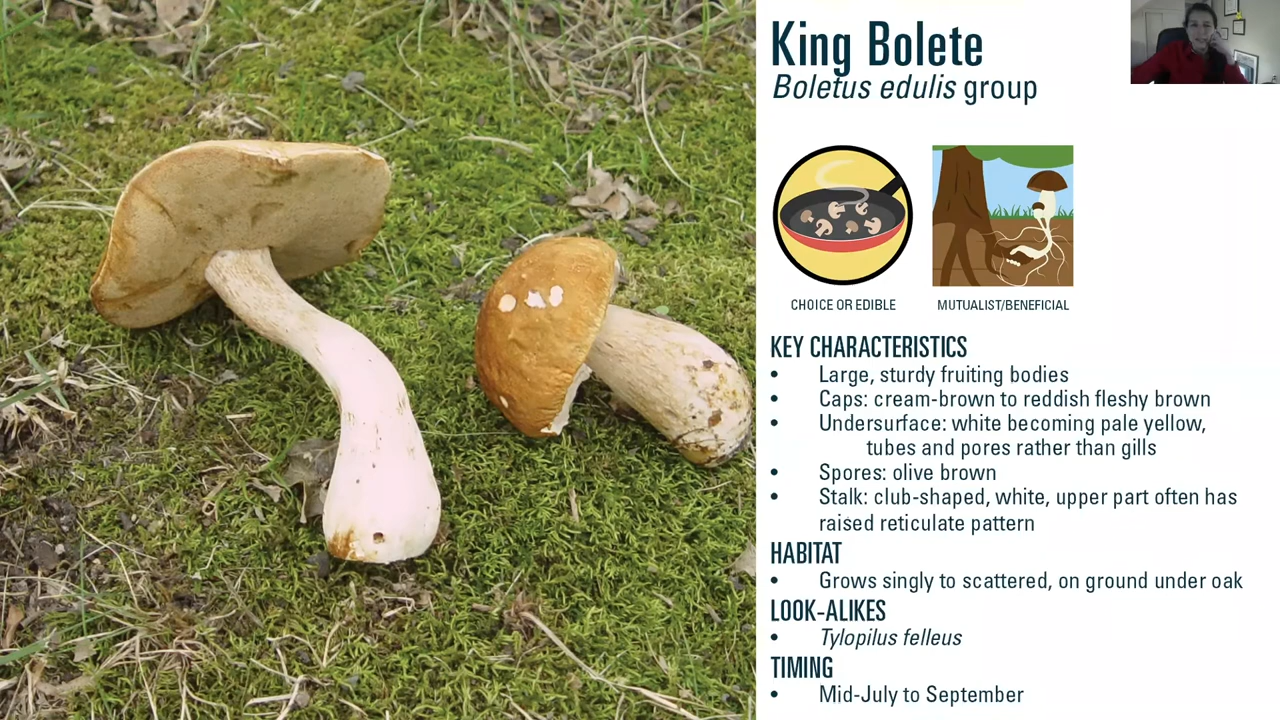 King Bolete
Boletus edulis group
CHOICE OR EDIBLE
MUTUALIST/BENEFICIAL
KEY CHARACTERISTICS
• Large, sturdy fruiting bodies
• Caps: cream-brown to reddish fleshy brown
• Undersurface: white becoming pale yellow,
tubes and pores rather than gills
• Spores: olive brown
• Stalk: club-shaped, white, upper part often has
raised reticulate pattern
HABITAT
• Grows singly to scattered, on ground under oak
LOOK-ALIKES
• Tylopilus felleus
TIMING
• Mid-July to September